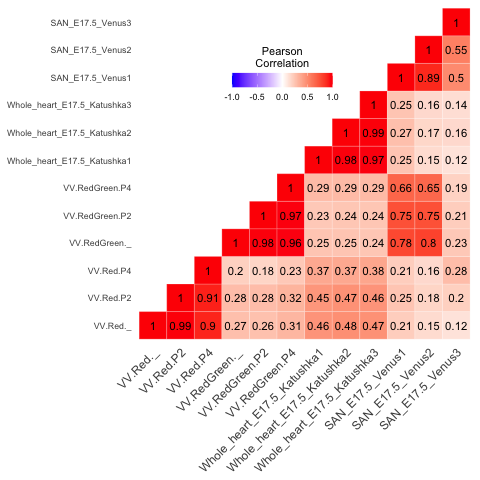 SAN_E17.5_Venus3 1
SAN_E17.5_Venus2 1 0.55
SAN_E17.5_Venus1 1 0.89 0.5
Pearson
Correlation
-1.0 -0.5 0.0 0.5 1.0
Whole_heart_E17.5_Katushka3 1 0.25 0.16 0.14
Whole_heart_E17.5_Katushka2 1 0.99 0.27 0.17 0.16
Whole_heart_E17.5_Katushka1 1 0.98 0.97 0.25 0.15 0.12
VV.RedGreen.P4 1 0.29 0.29 0.29 0.66 0.65 0.19
VV.RedGreen.P2 1 0.97 0.23 0.24 0.24 0.75 0.75 0.21
VV.RedGreen._ 1 0.98 0.96 0.25 0.25 0.24 0.78 0.8 0.23
VV.Red.P4 1 0.2 0.18 0.23 0.37 0.37 0.38 0.21 0.16 0.28
VV.Red.P2 1 0.91 0.28 0.28 0.32 0.45 0.47 0.46 0.25 0.18 0.2
VV.Red._ 1 0.99 0.9 0.27 0.26 0.31 0.46 0.48 0.47 0.21 0.15 0.12
VV.Red._
VV.Red.P2
VV.Red.P4
VV.RedGreen._
VV.RedGreen.P2
VV.RedGreen.P4
Whole_heart_E17.5_Katushka1
Whole_heart_E17.5_Katushka2
Whole_heart_E17.5_Katushka3
SAN_E17.5_Venus1
SAN_E17.5_Venus2
SAN_E17.5_Venus3